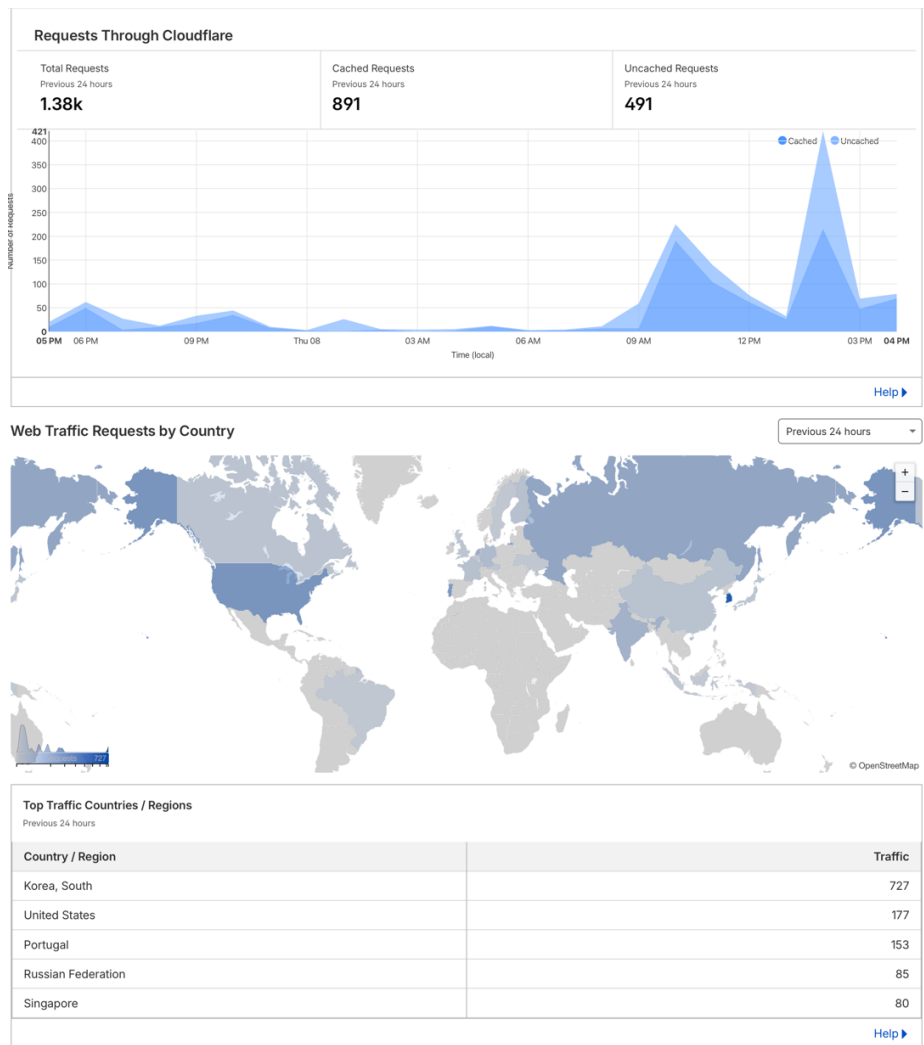 Requests Through Cloudflare
Total Requests
Previous 24 hours
1.38k
Cached Requests
Previous 24 hours
891
Uncached Requests
Previous 24 hours
491
Cached Uncached
421
400
350
300
250
200
150
100
50
0
Number of Requests
05 PM 06 PM 09 PM Thu 08 03 AM 06 AM 09 AM 12 PM 03 PM 04 PM
Time (local)
Help
Web Traffic Requests by Country
Previous 24 hours
+
−
727
© OpenStreetMap
Top Traffic Countries / Regions
Previous 24 hours
Country / Region Traffic
Korea, South 727
United States 177
Portugal 153
Russian Federation 85
Singapore 80
Help